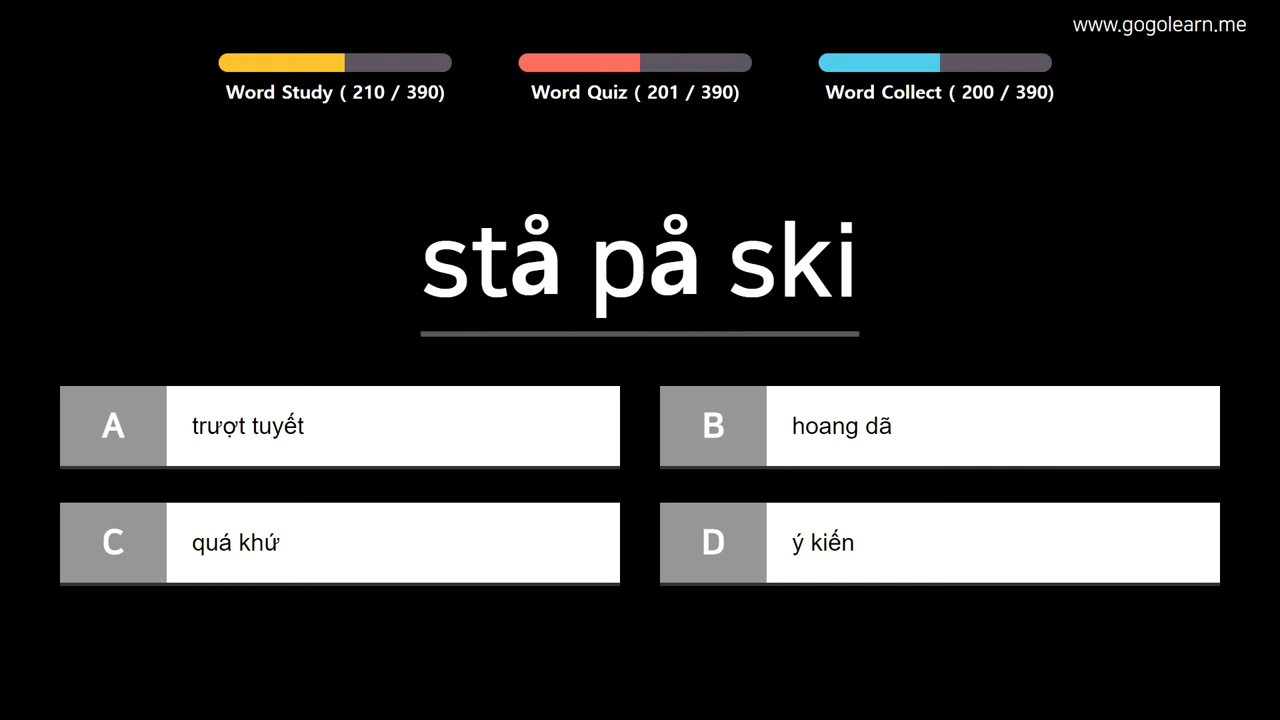 www.gogolearn.me
Word Study ( 210 / 390)
Word Quiz ( 201 / 390)
Word Collect ( 200 / 390)
stå på ski
A trượt tuyết
B hoang dã
C quá khứ
D ý kiến